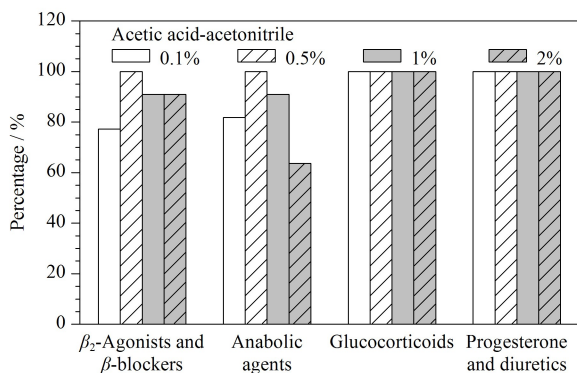 Acetic acid-acetonitrile
0.1% 0.5% 1% 2%
120
100
80
60
40
20
0
Percentage / %
β₂-Agonists and
β-blockers
Anabolic
agents
Glucocorticoids
Progesterone
and diuretics